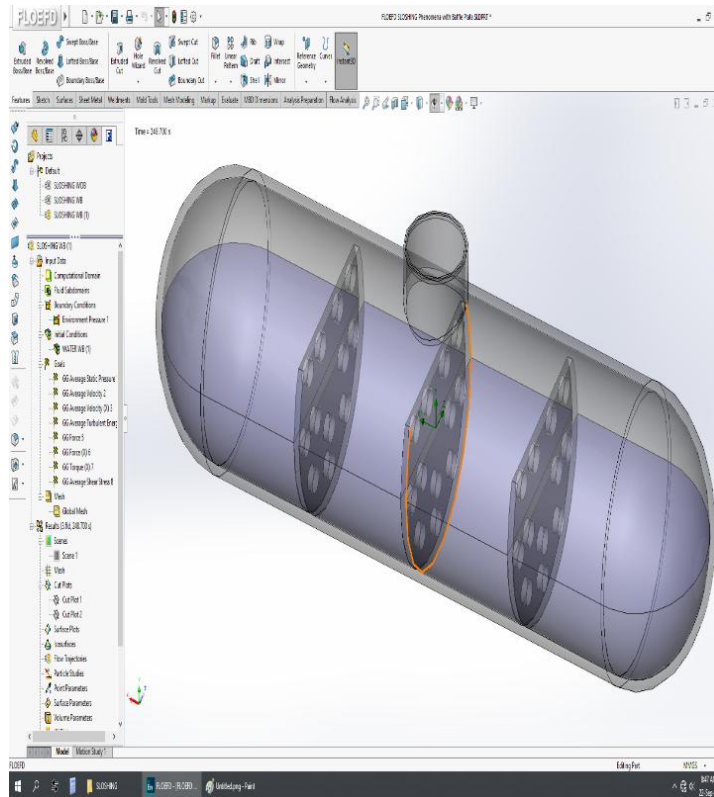 FLOEFD
FLOEFD SLOSHING Phenomena with Baffle Plate.SLDPRT *
Extruded Boss/Base
Revolved Boss/Base
Swept Boss/Base
Lofted Boss/Base
Boundary Boss/Base
Extruded Cut
Hole Wizard
Revolved Cut
Swept Cut
Lofted Cut
Boundary Cut
Fillet
Linear Pattern
Rib
Draft
Shell
Wrap
Intersect
Mirror
Reference Geometry
Curves
Instant3D
Features Sketch Surfaces Sheet Metal Weldments Mold Tools Mesh Modeling Markup Evaluate MBD Dimensions Analysis Preparation Flow Analysis
Time = 248.700 s
Projects
Default
SLOSHING WOB
SLOSHING WB
SLOSHING WB (1)
SLOSHING WB (1)
Input Data
Computational Domain
Fluid Subdomains
Boundary Conditions
Environment Pressure 1
Initial Conditions
WATER WB (1)
Goals
GG Average Static Pressure
GG Average Velocity 2
GG Average Velocity (X) 3
GG Average Turbulent Energ
GG Force 5
GG Force (X) 6
GG Torque (X) 7
GG Average Shear Stress 8
Mesh
Global Mesh
Scenes
Scene 1
Mesh
Cut Plots
Cut Plot 1
Cut Plot 2
Surface Plots
Isosurfaces
Flow Trajectories
Particle Studies
Point Parameters
Surface Parameters
Volume Parameters
Model Motion Study 1
FLOEFD
Editing Part
MMGS
SLOSHING
FLOEFD - [FLOEFD ...
Untitled.png - Paint